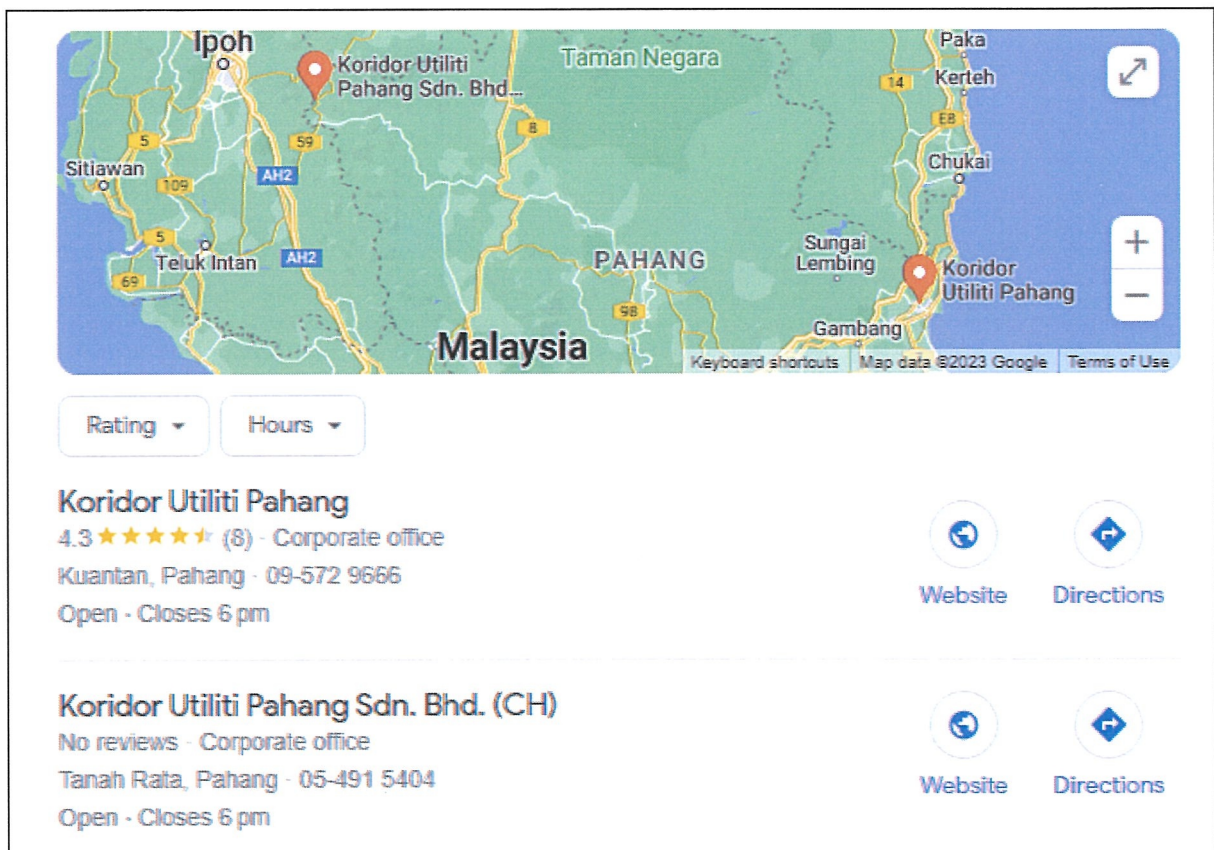 Ipoh
Koridor Utiliti
Pahang Sdn. Bhd...
Taman Negara
Paka
14
Kerteh
8
E8
5
59
Sitiawan
109
AH2
Chukai
5
Teluk Intan
AH2
69
PAHANG
Sungai
Lembing
Koridor
Utiliti Pahang
98
Gambang
Malaysia
Keyboard shortcuts
Map data ©2023 Google
Terms of Use
Rating
Hours
Koridor Utiliti Pahang
4.3 ★★★★★ (8) · Corporate office
Kuantan, Pahang · 09-572 9666
Open · Closes 6 pm
Website
Directions
Koridor Utiliti Pahang Sdn. Bhd. (CH)
No reviews · Corporate office
Tanah Rata, Pahang · 05-491 5404
Open · Closes 6 pm
Website
Directions